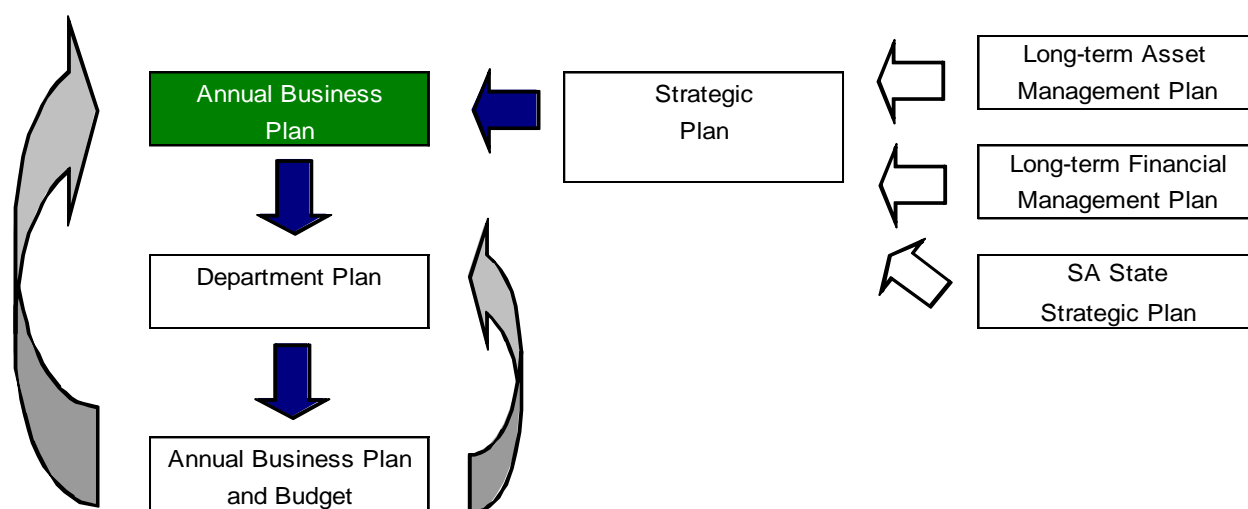 Annual Business
Plan
Strategic
Plan
Long-term Asset
Management Plan
Long-term Financial
Management Plan
Department Plan
SA State
Strategic Plan
Annual Business Plan
and Budget